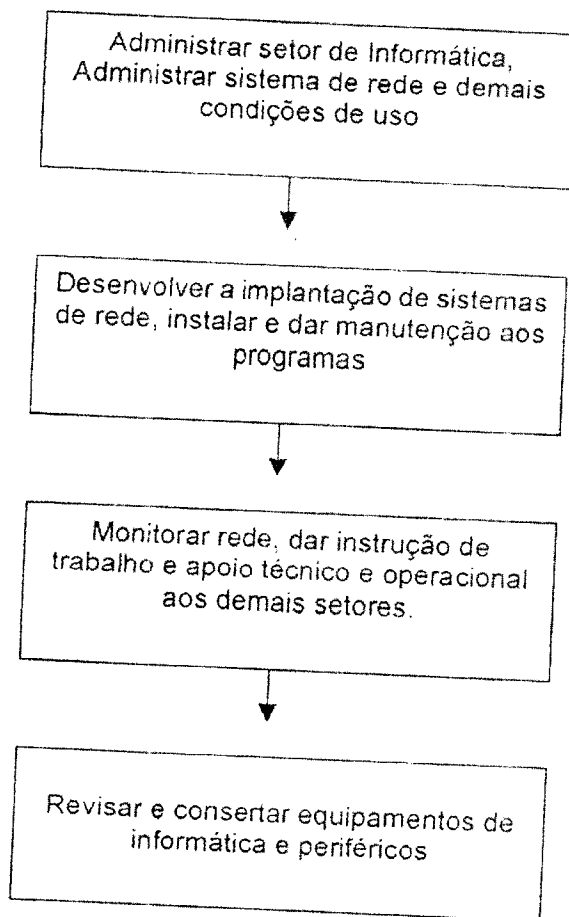 Administrar setor de Informática,
Administrar sistema de rede e demais
condições de uso
Desenvolver a implantação de sistemas
de rede, instalar e dar manutenção aos
programas
Monitorar rede, dar instrução de
trabalho e apoio técnico e operacional
aos demais setores.
Revisar e consertar equipamentos de
informática e periféricos